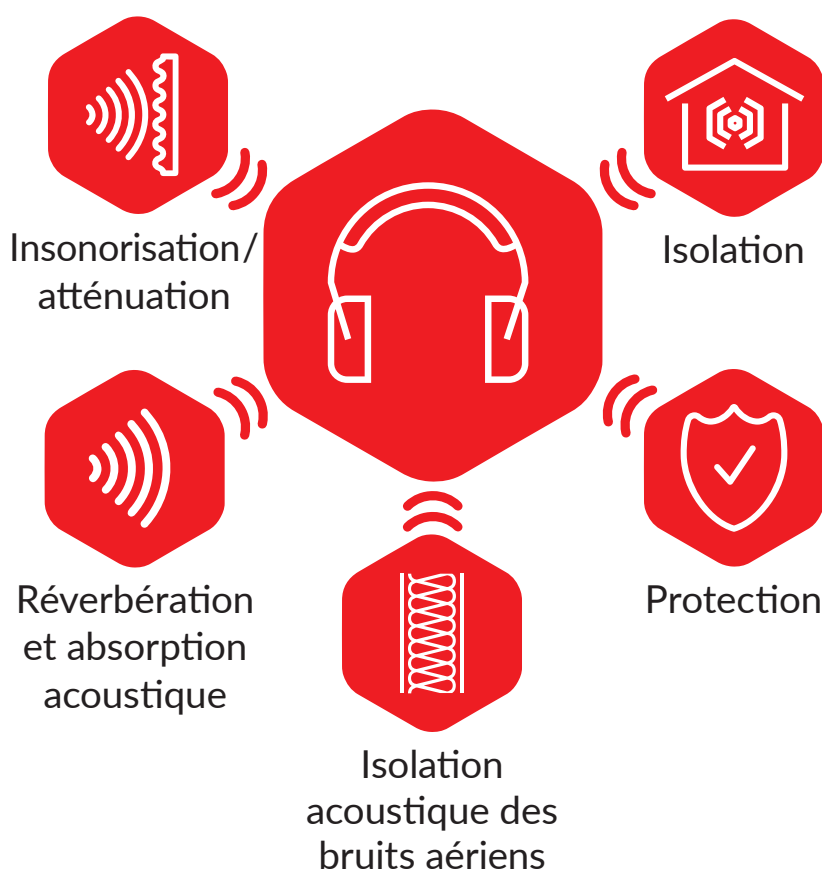 Insonorisation/
atténuation
Isolation
Réverbération
et absorption
acoustique
Protection
Isolation
acoustique des
bruits aériens